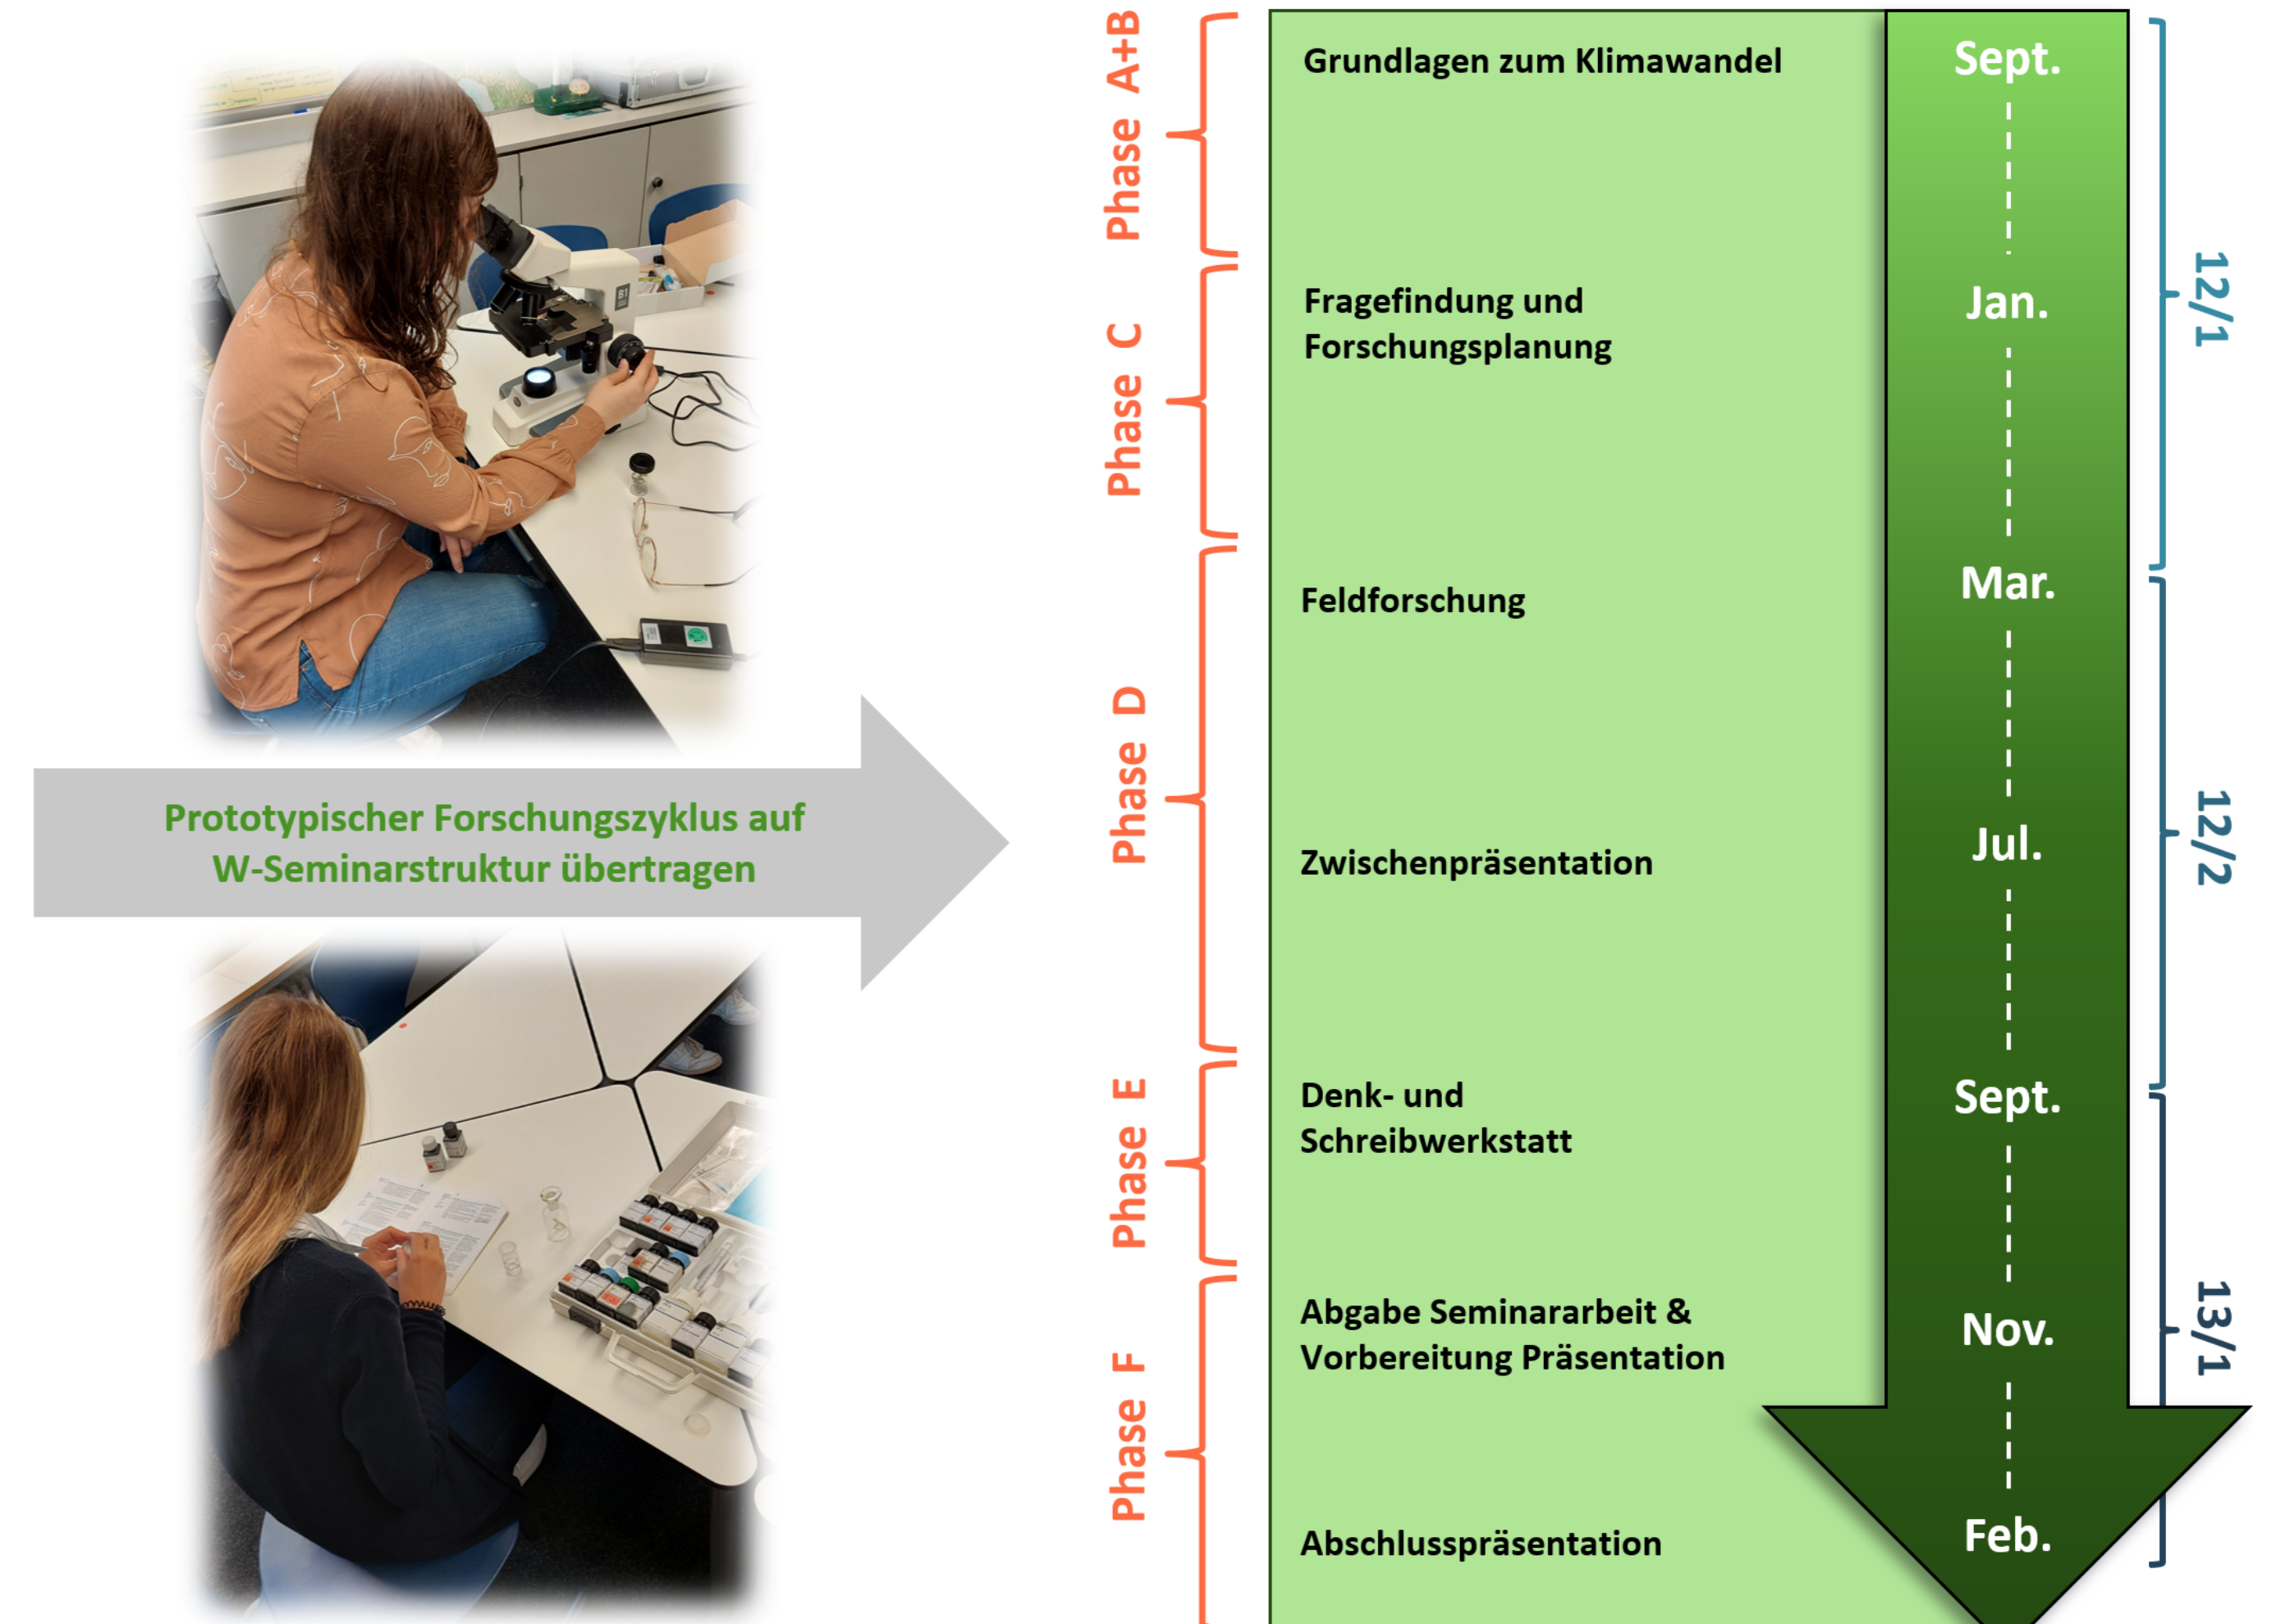 Prototypischer Forschungszyklus auf
W-Seminarstruktur übertragen
Phase A+B
Grundlagen zum Klimawandel
Sept.
Phase C
Fragefindung und
Forschungsplanung
Jan.
12/1
Phase D
Feldforschung
Mar.
Zwischenpräsentation
Jul.
12/2
Phase E
Denk- und
Schreibwerkstatt
Sept.
Phase F
Abgabe Seminararbeit &
Vorbereitung Präsentation
Nov.
13/1
Abschlusspräsentation
Feb.
B1